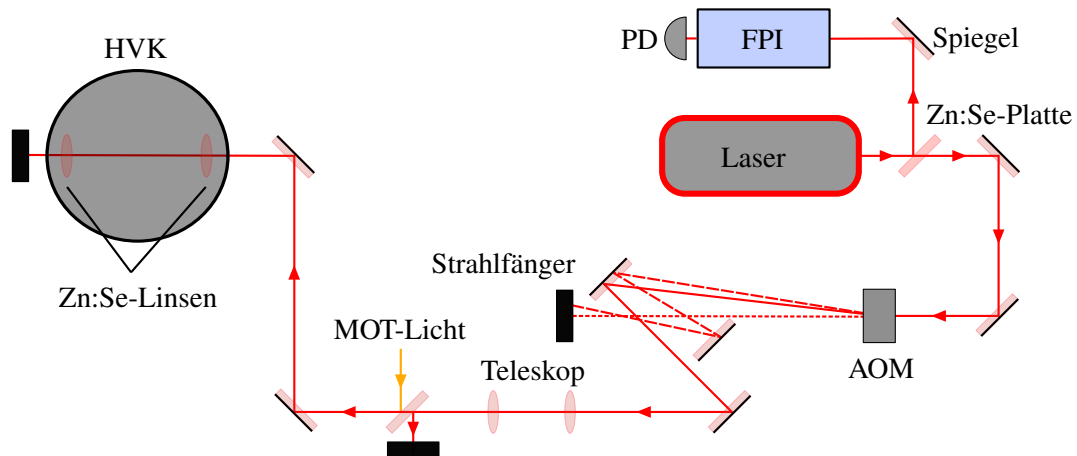 HVK
PD
FPI
Spiegel
Zn:Se-Platte
Laser
Strahlfänger
Zn:Se-Linsen
MOT-Licht
Teleskop
AOM